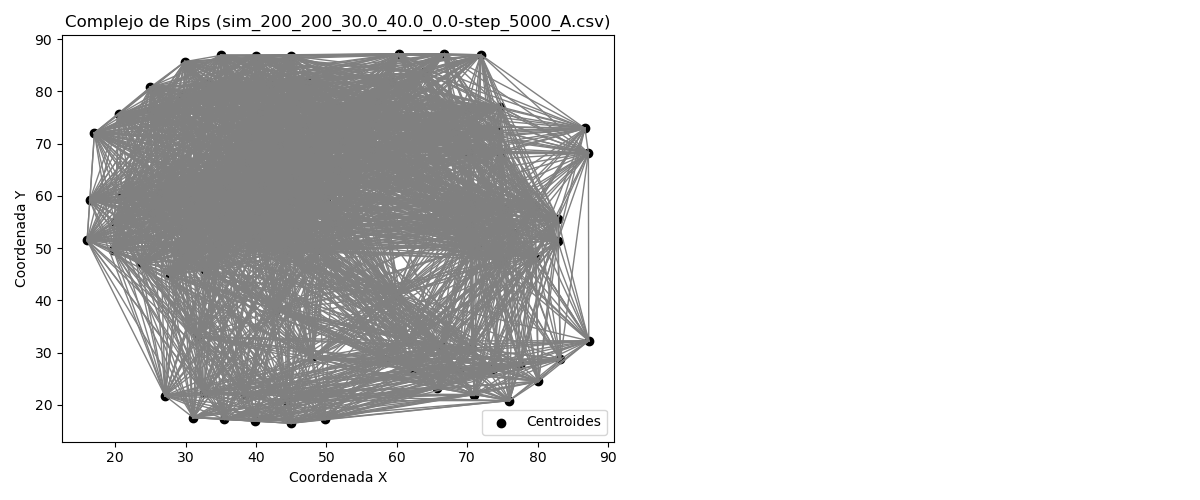 Complejo de Rips (sim_200_200_30.0_40.0_0.0-step_5000_A.csv)
90
80
70
60
50
40
30
20
Coordenada Y
Centroides
20 30 40 50 60 70 80 90
Coordenada X